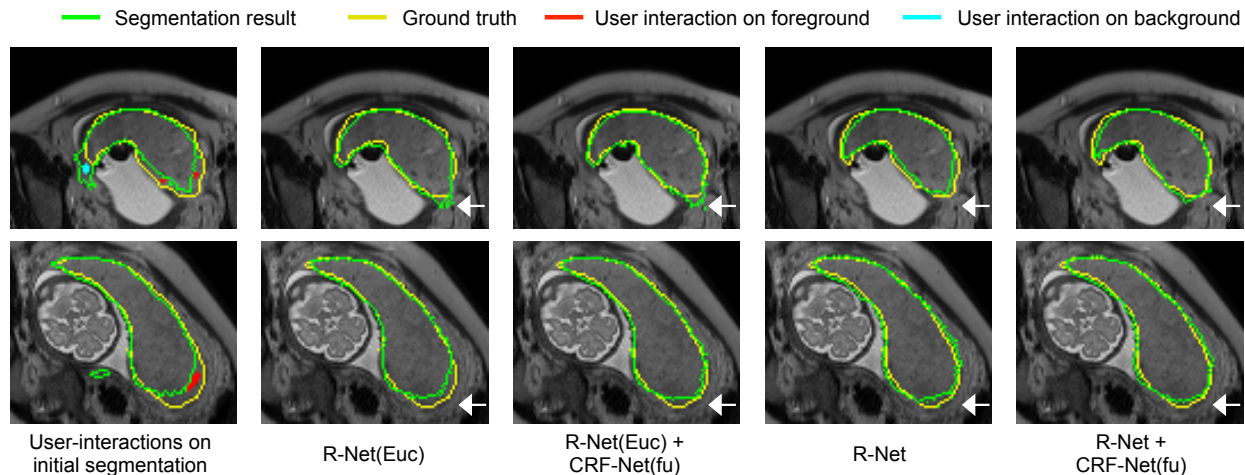 Segmentation result Ground truth User interaction on foreground User interaction on background
User-interactions on initial segmentation
R-Net(Euc)
R-Net(Euc) + CRF-Net(fu)
R-Net
R-Net + CRF-Net(fu)